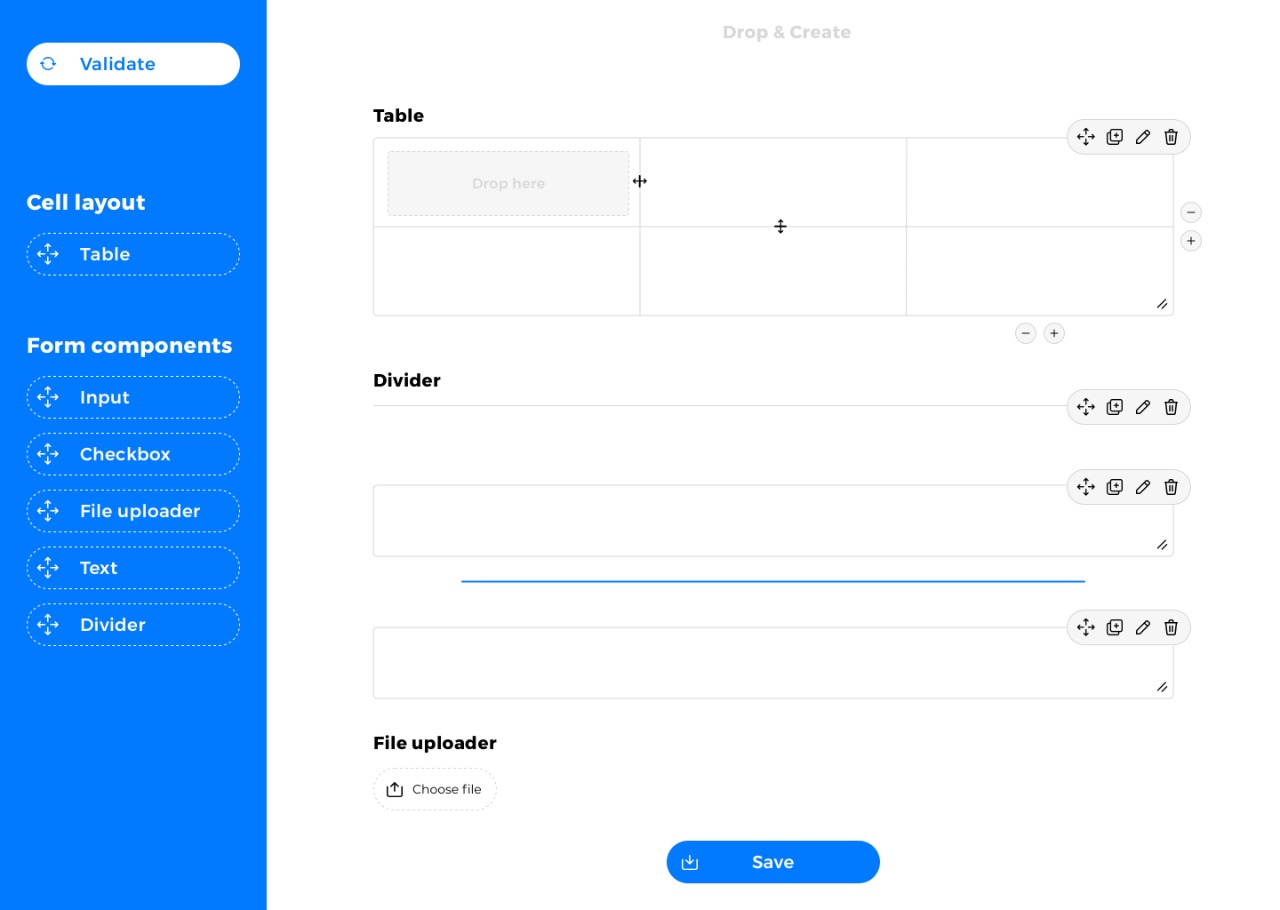 Validate
Cell layout
Table
Form components
Input
Checkbox
File uploader
Text
Divider
Drop & Create
Table
Drop here
Divider
File uploader
Choose file
Save